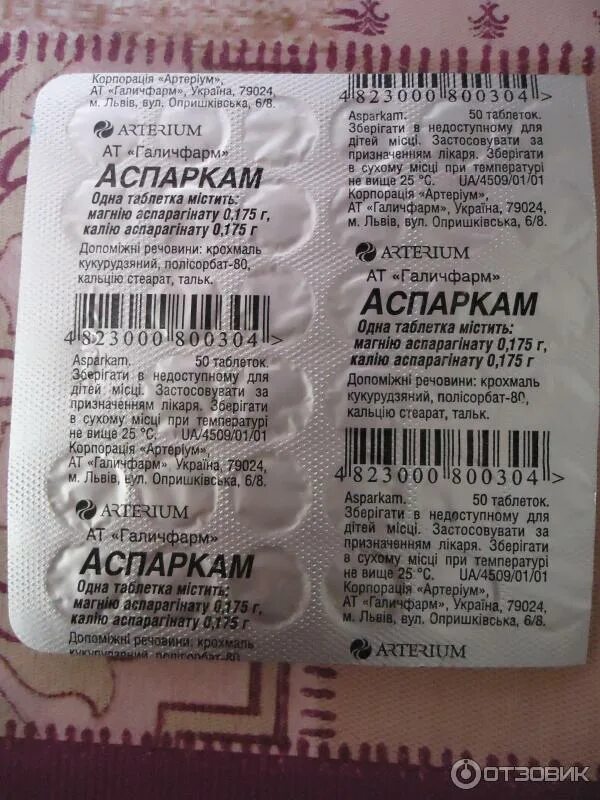 Корпорація «Артеріум»,
АТ «Галичфарм», Україна, 79024,
м. Львів, вул. Опришківська, 6/8.
ARTERIUM
АТ «Галичфарм»
АСПАРКАМ
Одна таблетка містить:
магнію аспарагінату 0,175 г,
калію аспарагінату 0,175 г
Допоміжні речовини: крохмаль
кукурудзяний, полісорбат-80,
кальцію стеарат, тальк.
4 823000 800304 >
Asparkam. 50 таблеток.
Зберігати в недоступному для
дітей місці. Застосовувати за
призначенням лікаря. Зберігати
в сухому місці при температурі
не вище 25 °С. UA/4509/01/01
Корпорація «Артеріум»,
АТ «Галичфарм», Україна, 79024,
м. Львів, вул. Опришківська, 6/8.
ARTERIUM
АТ «Галичфарм»
АСПАРКАМ
Одна таблетка містить:
магнію аспарагінату 0,175 г,
калію аспарагінату 0,175 г
Допоміжні речовини: крохмаль
кукурудзяний, полісорбат-80,
4 823000 800304 >
Asparkam. 50 таблеток.
Зберігати в недоступному для
дітей місці. Застосовувати за
призначенням лікаря. Зберігати
в сухому місці при температурі
не вище 25 °С. UA/4509/01/01
Корпорація «Артеріум»,
АТ «Галичфарм», Україна, 79024,
м. Львів, вул. Опришківська, 6/8.
ARTERIUM
АТ «Галичфарм»
АСПАРКАМ
Одна таблетка містить:
магнію аспарагінату 0,175 г,
калію аспарагінату 0,175 г
Допоміжні речовини: крохмаль
кукурудзяний, полісорбат-80,
кальцію стеарат, тальк.
4 823000 800304 >
Asparkam. 50 таблеток.
Зберігати в недоступному для
дітей місці. Застосовувати за
призначенням лікаря. Зберігати
в сухому місці при температурі
не вище 25 °С. UA/4509/01/01
Корпорація «Артеріум»,
АТ «Галичфарм», Україна, 79024,
м. Львів, вул. Опришківська, 6/8.
ARTERIUM
ОТЗОВИК